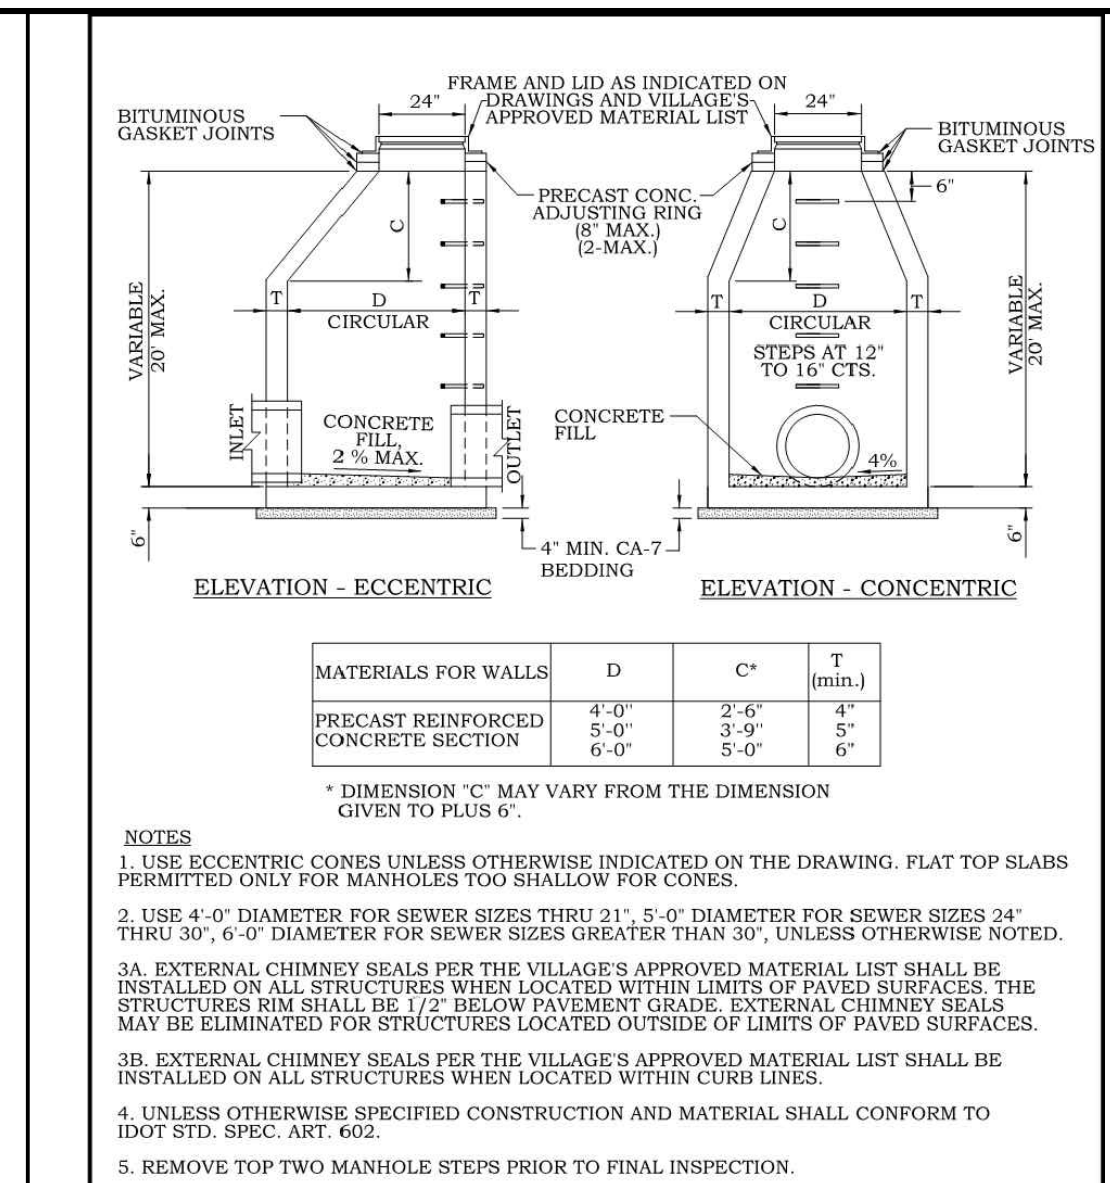 FRAME AND LID AS INDICATED ON
DRAWINGS AND VILLAGE'S
APPROVED MATERIAL LIST
24"
24"
BITUMINOUS
GASKET JOINTS
BITUMINOUS
GASKET JOINTS
PRECAST CONC.
ADJUSTING RING
(8" MAX.)
(2-MAX.)
6"
C
C
VARIABLE
20' MAX.
T
D
T
CIRCULAR
T
D
T
CIRCULAR
STEPS AT 12"
TO 16" CTS.
VARIABLE
20' MAX.
INLET
CONCRETE
FILL,
2 % MAX.
OUTLET
CONCRETE
FILL
4%
6"
4" MIN. CA-7
BEDDING
6"
ELEVATION - ECCENTRIC
ELEVATION - CONCENTRIC
MATERIALS FOR WALLS D C* T
(min.)
PRECAST REINFORCED
CONCRETE SECTION
4'-0" 2'-6" 4"
5'-0" 3'-9" 5"
6'-0" 5'-0" 6"
* DIMENSION "C" MAY VARY FROM THE DIMENSION
GIVEN TO PLUS 6".
NOTES
1. USE ECCENTRIC CONES UNLESS OTHERWISE INDICATED ON THE DRAWING. FLAT TOP SLABS
PERMITTED ONLY FOR MANHOLES TOO SHALLOW FOR CONES.
2. USE 4'-0" DIAMETER FOR SEWER SIZES THRU 21", 5'-0" DIAMETER FOR SEWER SIZES 24"
THRU 30", 6'-0" DIAMETER FOR SEWER SIZES GREATER THAN 30", UNLESS OTHERWISE NOTED.
3A. EXTERNAL CHIMNEY SEALS PER THE VILLAGE'S APPROVED MATERIAL LIST SHALL BE
INSTALLED ON ALL STRUCTURES WHEN LOCATED WITHIN LIMITS OF PAVED SURFACES. THE
STRUCTURES RIM SHALL BE 1/2" BELOW PAVEMENT GRADE. EXTERNAL CHIMNEY SEALS
MAY BE ELIMINATED FOR STRUCTURES LOCATED OUTSIDE OF LIMITS OF PAVED SURFACES.
3B. EXTERNAL CHIMNEY SEALS PER THE VILLAGE'S APPROVED MATERIAL LIST SHALL BE
INSTALLED ON ALL STRUCTURES WHEN LOCATED WITHIN CURB LINES.
4. UNLESS OTHERWISE SPECIFIED CONSTRUCTION AND MATERIAL SHALL CONFORM TO
IDOT STD. SPEC. ART. 602.
5. REMOVE TOP TWO MANHOLE STEPS PRIOR TO FINAL INSPECTION.